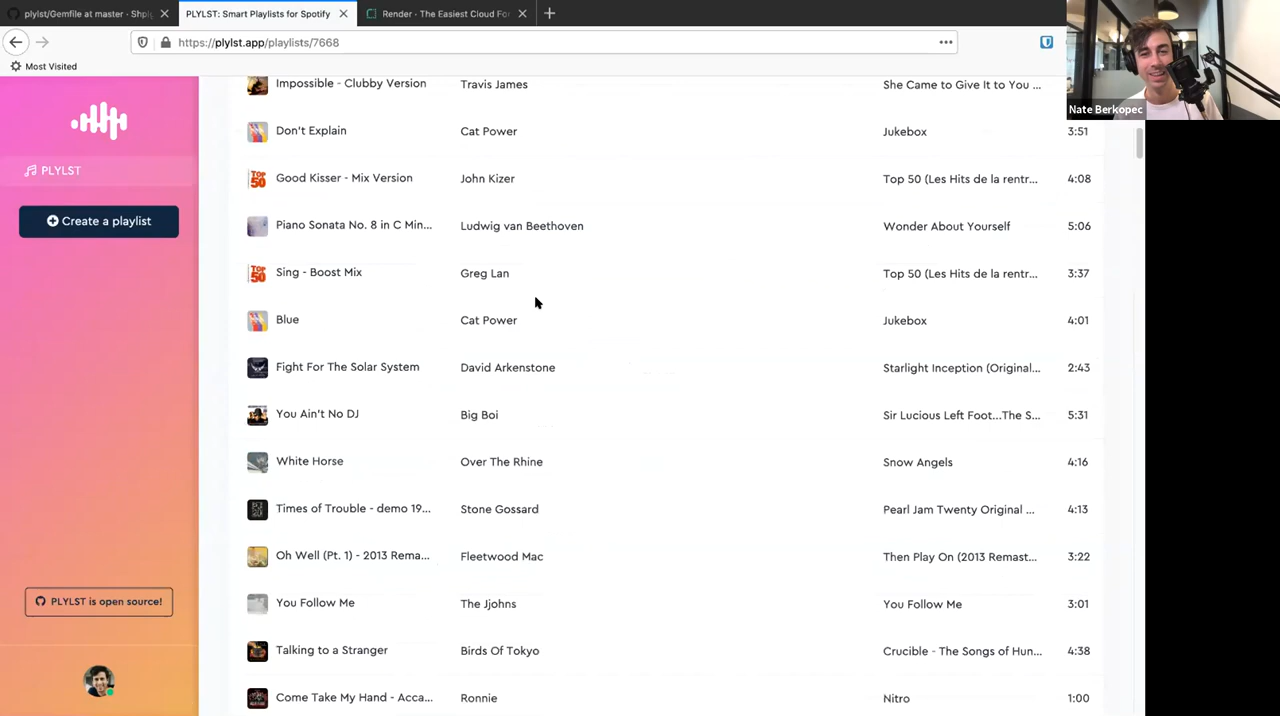 plylst/Gemfile at master · Shpig
PLYLST: Smart Playlists for Spotify
Render · The Easiest Cloud For
https://plylst.app/playlists/7668
Most Visited
Nate Berkopec
PLYLST
Create a playlist
PLYLST is open source!
Impossible - Clubby Version Travis James She Came to Give It to You ...
Don't Explain Cat Power Jukebox 3:51
Good Kisser - Mix Version John Kizer Top 50 (Les Hits de la rentr... 4:08
Piano Sonata No. 8 in C Min... Ludwig van Beethoven Wonder About Yourself 5:06
Sing - Boost Mix Greg Lan Top 50 (Les Hits de la rentr... 3:37
Blue Cat Power Jukebox 4:01
Fight For The Solar System David Arkenstone Starlight Inception (Original... 2:43
You Ain't No DJ Big Boi Sir Lucious Left Foot...The S... 5:31
White Horse Over The Rhine Snow Angels 4:16
Times of Trouble - demo 19... Stone Gossard Pearl Jam Twenty Original ... 4:13
Oh Well (Pt. 1) - 2013 Rema... Fleetwood Mac Then Play On (2013 Remast... 3:22
You Follow Me The Jjohns You Follow Me 3:01
Talking to a Stranger Birds Of Tokyo Crucible - The Songs of Hun... 4:38
Come Take My Hand - Acca... Ronnie Nitro 1:00
TOP
50
TOP
50